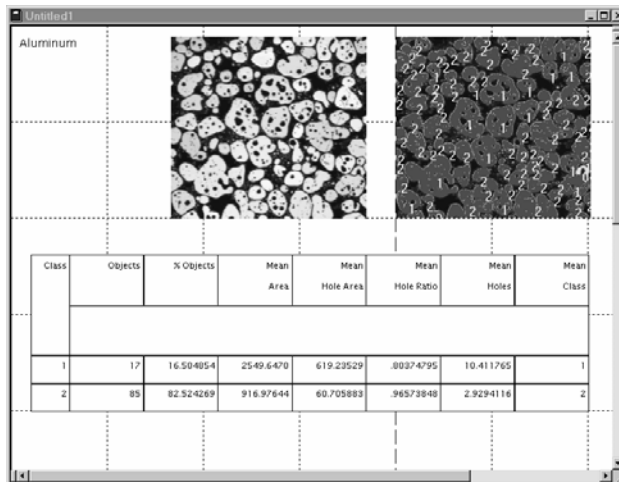 Untitled1
Aluminum
Class Objects % Objects Mean Area Mean Hole Area Mean Hole Ratio Mean Holes Mean Class
1 17 16.504854 2549.6470 619.23529 .80374795 10.411765 1
2 85 82.524269 916.97644 60.705883 .96573848 2.9294116 2